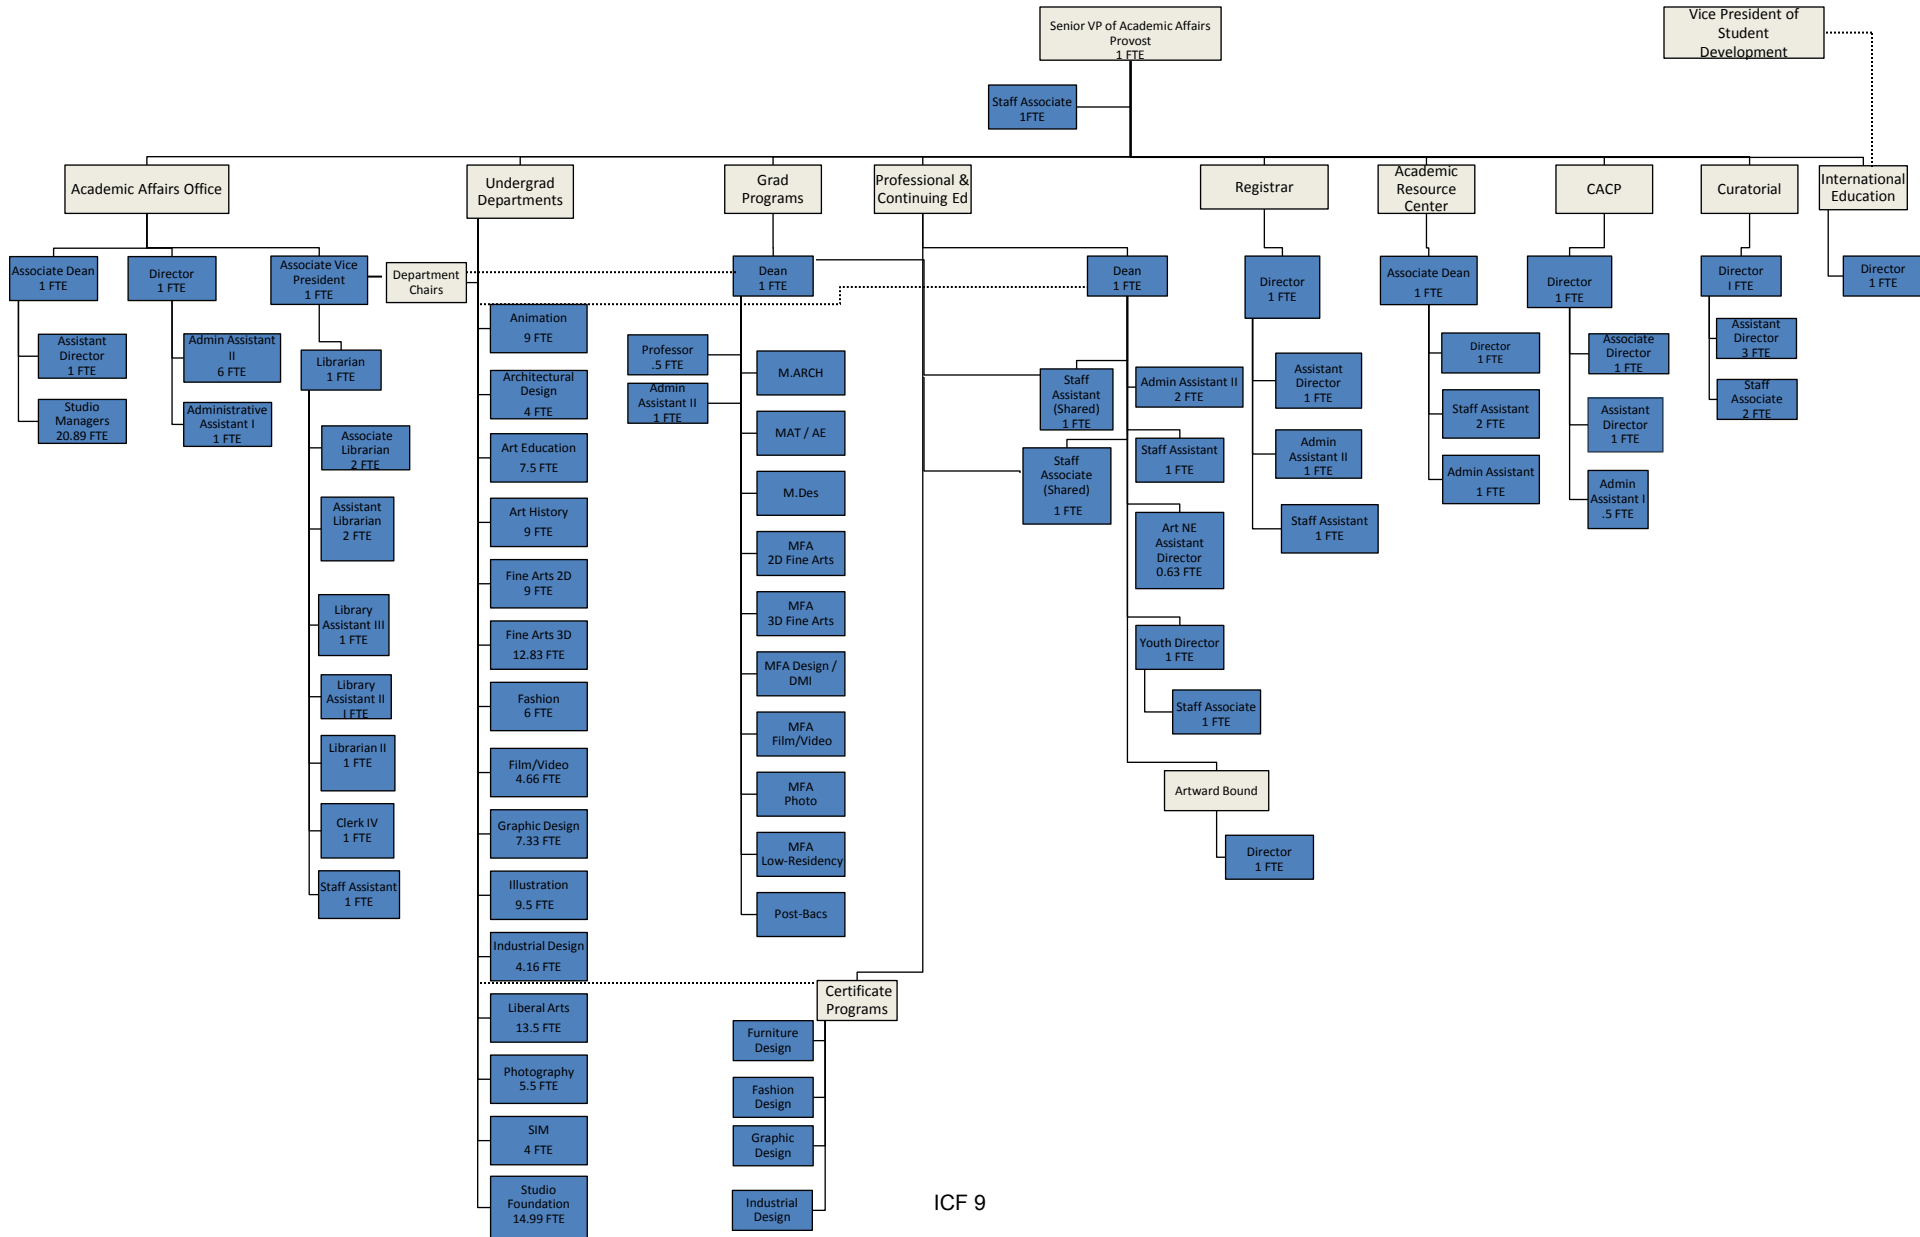 Senior VP of Academic Affairs
Provost
1 FTE
Vice President of
Student
Development
Staff Associate
1FTE
Academic Affairs Office
Undergrad
Departments
Grad
Programs
Professional &
Continuing Ed
Registrar
Academic
Resource
Center
CACP
Curatorial
International
Education
Associate Dean
1 FTE
Director
1 FTE
Associate Vice
President
1 FTE
Department
Chairs
Dean
1 FTE
Dean
1 FTE
Director
1 FTE
Associate Dean
1 FTE
Director
1 FTE
Director
I FTE
Director
1 FTE
Assistant
Director
1 FTE
Studio
Managers
20.89 FTE
Admin Assistant
II
6 FTE
Administrative
Assistant I
1 FTE
Librarian
1 FTE
Associate
Librarian
2 FTE
Assistant
Librarian
2 FTE
Library
Assistant III
1 FTE
Library
Assistant II
I FTE
Librarian II
1 FTE
Clerk IV
1 FTE
Staff Assistant
1 FTE
Animation
9 FTE
Architectural
Design
4 FTE
Art Education
7.5 FTE
Art History
9 FTE
Fine Arts 2D
9 FTE
Fine Arts 3D
12.83 FTE
Fashion
6 FTE
Film/Video
4.66 FTE
Graphic Design
7.33 FTE
Illustration
9.5 FTE
Industrial Design
4.16 FTE
Liberal Arts
13.5 FTE
Photography
5.5 FTE
SIM
4 FTE
Studio
Foundation
14.99 FTE
Professor
.5 FTE
Admin
Assistant II
1 FTE
M.ARCH
MAT / AE
M.Des
MFA
2D Fine Arts
MFA
3D Fine Arts
MFA Design /
DMI
MFA
Film/Video
MFA
Photo
MFA
Low-Residency
Post-Bacs
Certificate
Programs
Furniture
Design
Fashion
Design
Graphic
Design
Industrial
Design
Staff
Assistant
(Shared)
1 FTE
Staff
Associate
(Shared)
1 FTE
Admin Assistant II
2 FTE
Staff Assistant
1 FTE
Art NE
Assistant
Director
0.63 FTE
Youth Director
1 FTE
Staff Associate
1 FTE
Artward Bound
Director
1 FTE
Assistant
Director
1 FTE
Admin
Assistant II
1 FTE
Staff Assistant
1 FTE
Director
1 FTE
Staff Assistant
2 FTE
Admin Assistant
1 FTE
Associate
Director
1 FTE
Assistant
Director
1 FTE
Admin
Assistant I
.5 FTE
Assistant
Director
3 FTE
Staff
Associate
2 FTE
ICF 9